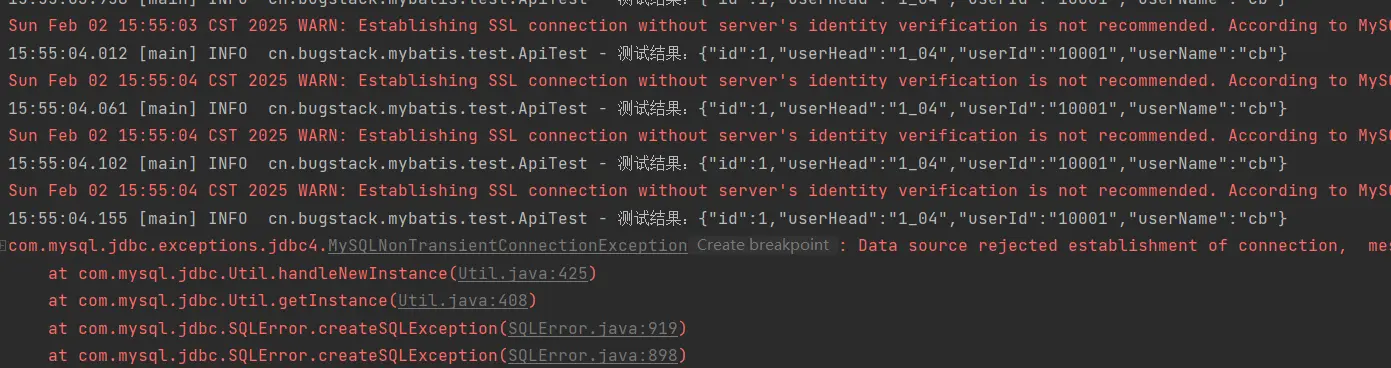 [main] INFO  cn.bugstack.mybatis.test.ApiTest - 测试结果：{"id":1,"userHead":"1_04","userId":"10001","userName":"cb"}
Sun Feb 02 15:55:03 CST 2025 WARN: Establishing SSL connection without server's identity verification is not recommended. According to MyS
15:55:04.012 [main] INFO  cn.bugstack.mybatis.test.ApiTest - 测试结果：{"id":1,"userHead":"1_04","userId":"10001","userName":"cb"}
Sun Feb 02 15:55:04 CST 2025 WARN: Establishing SSL connection without server's identity verification is not recommended. According to MyS
15:55:04.061 [main] INFO  cn.bugstack.mybatis.test.ApiTest - 测试结果：{"id":1,"userHead":"1_04","userId":"10001","userName":"cb"}
Sun Feb 02 15:55:04 CST 2025 WARN: Establishing SSL connection without server's identity verification is not recommended. According to MyS
15:55:04.102 [main] INFO  cn.bugstack.mybatis.test.ApiTest - 测试结果：{"id":1,"userHead":"1_04","userId":"10001","userName":"cb"}
Sun Feb 02 15:55:04 CST 2025 WARN: Establishing SSL connection without server's identity verification is not recommended. According to MyS
15:55:04.155 [main] INFO  cn.bugstack.mybatis.test.ApiTest - 测试结果：{"id":1,"userHead":"1_04","userId":"10001","userName":"cb"}
com.mysql.jdbc.exceptions.jdbc4.MySQLNonTransientConnectionException Create breakpoint : Data source rejected establishment of connection,  mes
at com.mysql.jdbc.Util.handleNewInstance(Util.java:425)
at com.mysql.jdbc.Util.getInstance(Util.java:408)
at com.mysql.jdbc.SQLError.createSQLException(SQLError.java:919)
at com.mysql.jdbc.SQLError.createSQLException(SQLError.java:898)